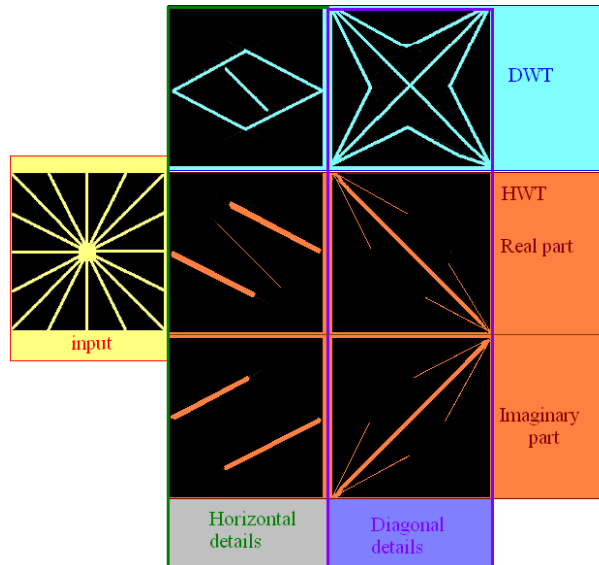 DWT
HWT
Real part
input
Imaginary
part
Horizontal
details
Diagonal
details